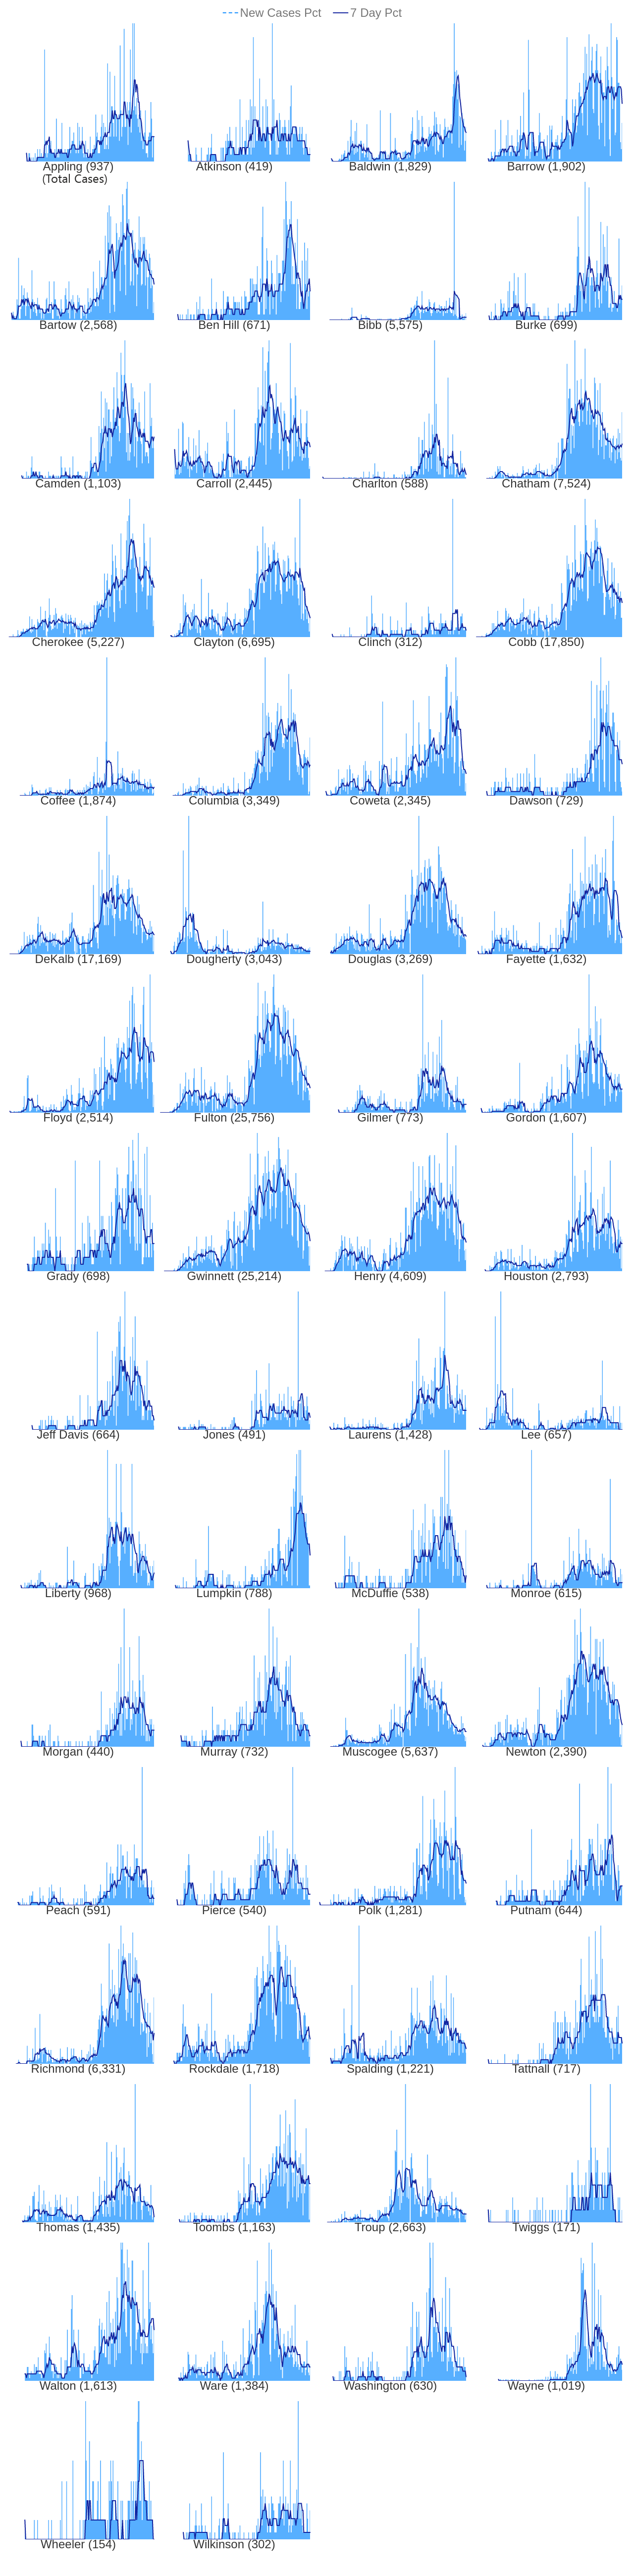 New Cases Pct 7 Day Pct
Appling (937) Atkinson (419) Baldwin (1,829) Barrow (1,902)
(Total Cases)
Bartow (2,568) Ben Hill (671) Bibb (5,575) Burke (699)
Camden (1,103) Carroll (2,445) Charlton (588) Chatham (7,524)
Cherokee (5,227) Clayton (6,695) Clinch (312) Cobb (17,850)
Coffee (1,874) Columbia (3,349) Coweta (2,345) Dawson (729)
DeKalb (17,169) Dougherty (3,043) Douglas (3,269) Fayette (1,632)
Floyd (2,514) Fulton (25,756) Gilmer (773) Gordon (1,607)
Grady (698) Gwinnett (25,214) Henry (4,609) Houston (2,793)
Jeff Davis (664) Jones (491) Laurens (1,428) Lee (657)
Liberty (968) Lumpkin (788) McDuffie (538) Monroe (615)
Morgan (440) Murray (732) Muscogee (5,637) Newton (2,390)
Peach (591) Pierce (540) Polk (1,281) Putnam (644)
Richmond (6,331) Rockdale (1,718) Spalding (1,221) Tattnall (717)
Thomas (1,435) Toombs (1,163) Troup (2,663) Twiggs (171)
Walton (1,613) Ware (1,384) Washington (630) Wayne (1,019)
Wheeler (154) Wilkinson (302)